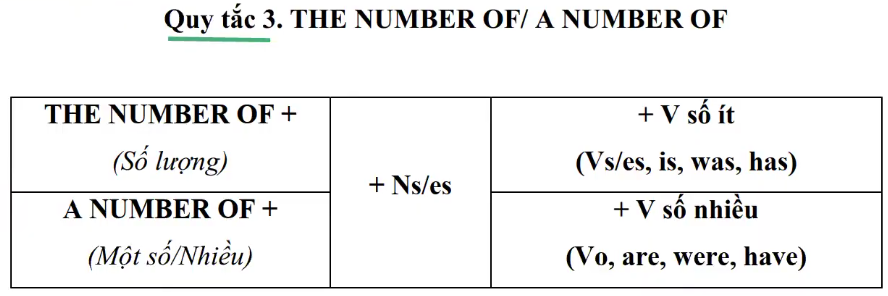 Quy tắc 3. THE NUMBER OF/ A NUMBER OF
THE NUMBER OF +
(Số lượng)
+ Ns/es
+ V số ít
(Vs/es, is, was, has)
A NUMBER OF +
(Một số/Nhiều)
+ V số nhiều
(Vo, are, were, have)